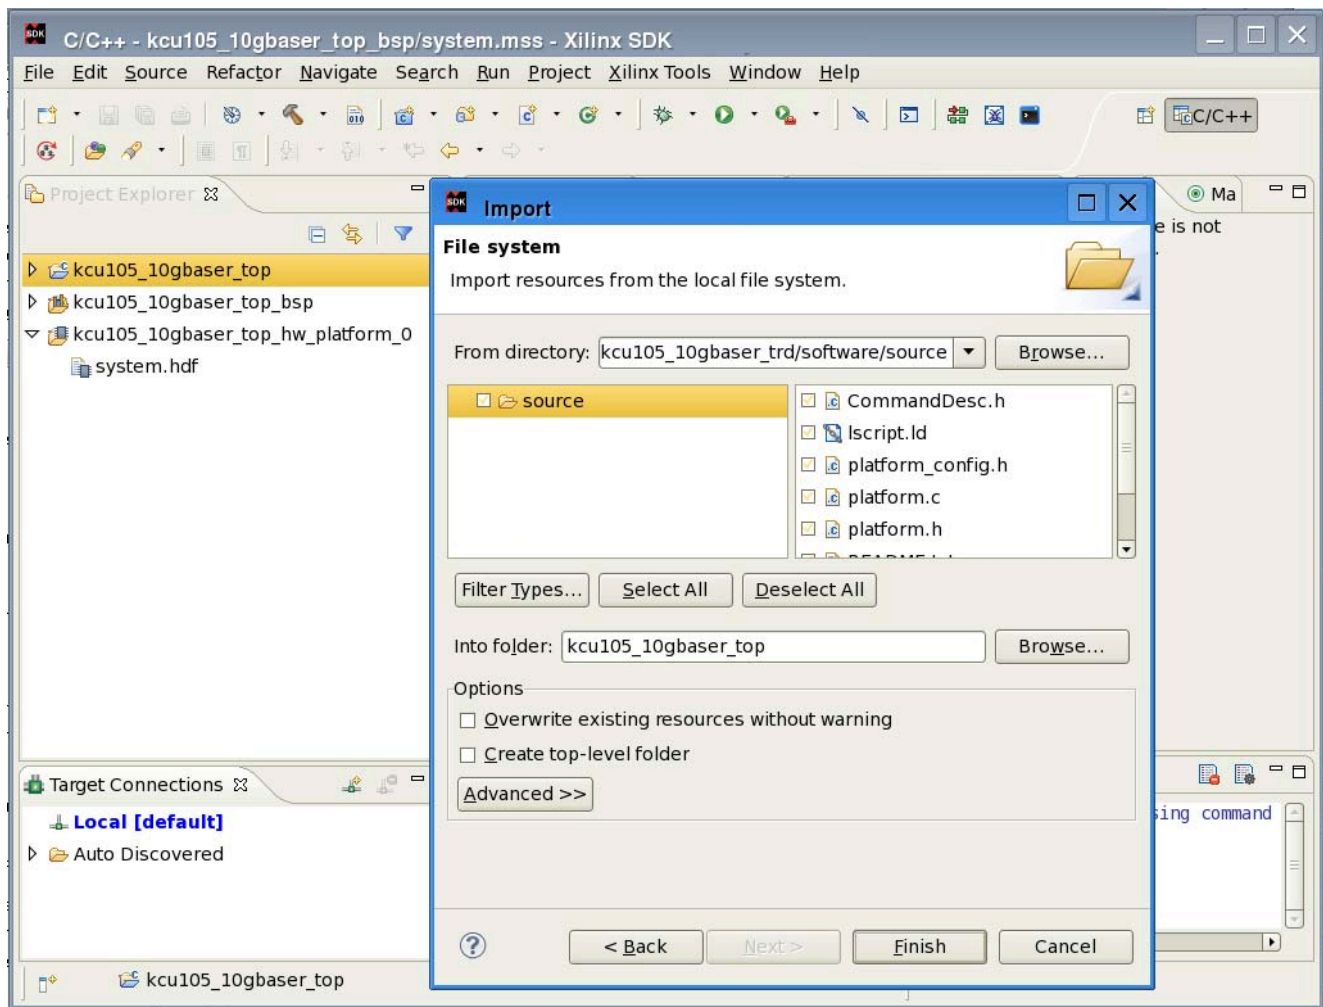 C/C++ - kcu105_10gbaser_top_bsp/system.mss - Xilinx SDK
File Edit Source Refactor Navigate Search Run Project Xilinx Tools Window Help
C/C++
Project Explorer
Ma
e is not
kcu105_10gbaser_top
kcu105_10gbaser_top_bsp
kcu105_10gbaser_top_hw_platform_0
system.hdf
SDK Import
File system
Import resources from the local file system.
From directory: kcu105_10gbaser_trd/software/source Browse...
source
CommandDesc.h
lscript.ld
platform_config.h
platform.c
platform.h
Filter Types... Select All Deselect All
Into folder: kcu105_10gbaser_top Browse...
Options
Overwrite existing resources without warning
Create top-level folder
Advanced >>
< Back Next > Finish Cancel
Target Connections
Local [default]
Auto Discovered
sing command
kcu105_10gbaser_top